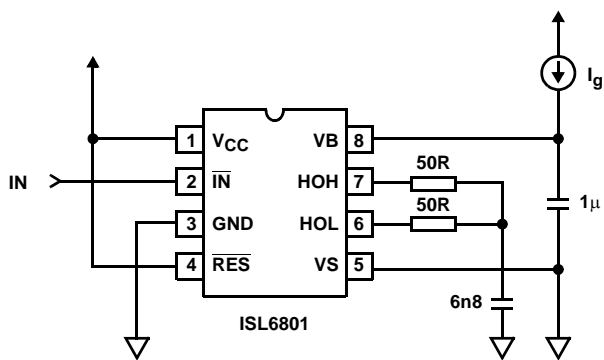 Ig
1 VCC VB 8
50R
IN 2 IN HOH 7
50R
1µ
3 GND HOL 6
4 RES VS 5
6n8
ISL6801